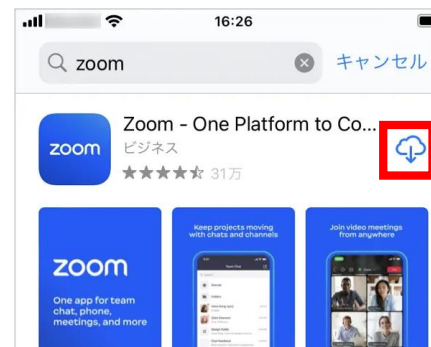 16:26
zoom
キャンセル
Zoom - One Platform to Co...
zoom
ビジネス
31万
zoom
One app for team
chat, phone,
meetings, and more
Keep projects moving
with chats and channels
Team Chat
Join video meetings
from anywhere